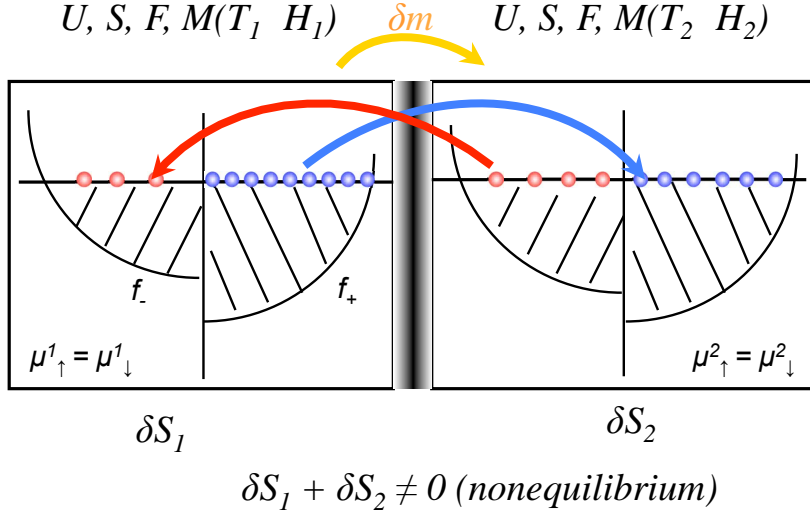 U, S, F, M(T₁ H₁)
δm
U, S, F, M(T₂ H₂)
f₋
f₊
μ¹↑ = μ¹↓
μ²↑ = μ²↓
δS₁
δS₂
δS₁ + δS₂ ≠ 0 (nonequilibrium)